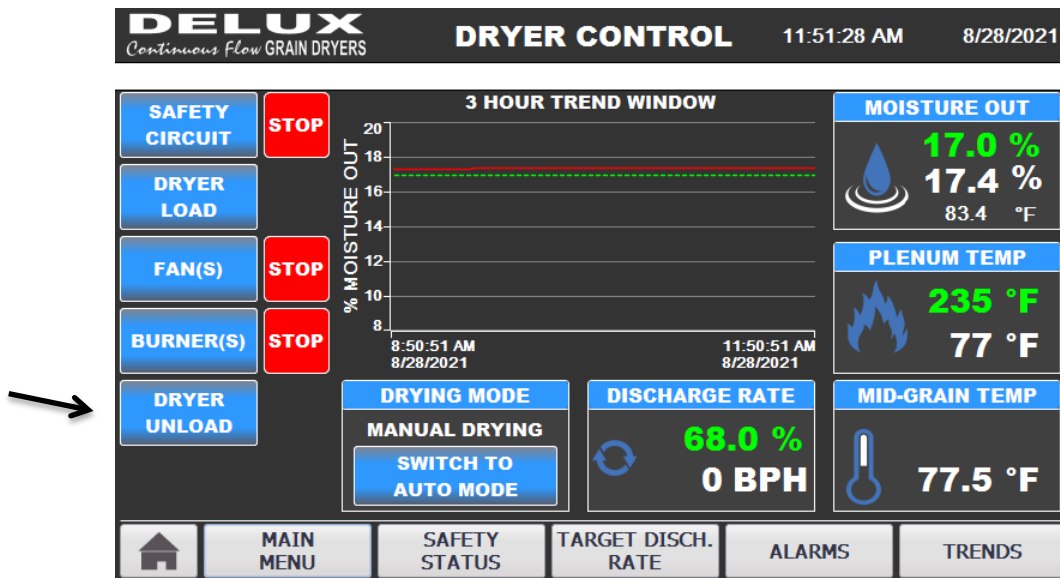 DELUX
Continuous Flow GRAIN DRYERS
DRYER CONTROL
11:51:28 AM
8/28/2021
SAFETY
CIRCUIT
STOP
DRYER
LOAD
FAN(S)
STOP
BURNER(S)
STOP
DRYER
UNLOAD
3 HOUR TREND WINDOW
% MOISTURE OUT
20
18
16
14
12
10
8
8:50:51 AM
8/28/2021
11:50:51 AM
8/28/2021
DRYING MODE
MANUAL DRYING
SWITCH TO
AUTO MODE
DISCHARGE RATE
68.0 %
0 BPH
MOISTURE OUT
17.0 %
17.4 %
83.4 °F
PLENUM TEMP
235 °F
77 °F
MID-GRAIN TEMP
77.5 °F
MAIN
MENU
SAFETY
STATUS
TARGET DISCH.
RATE
ALARMS
TRENDS